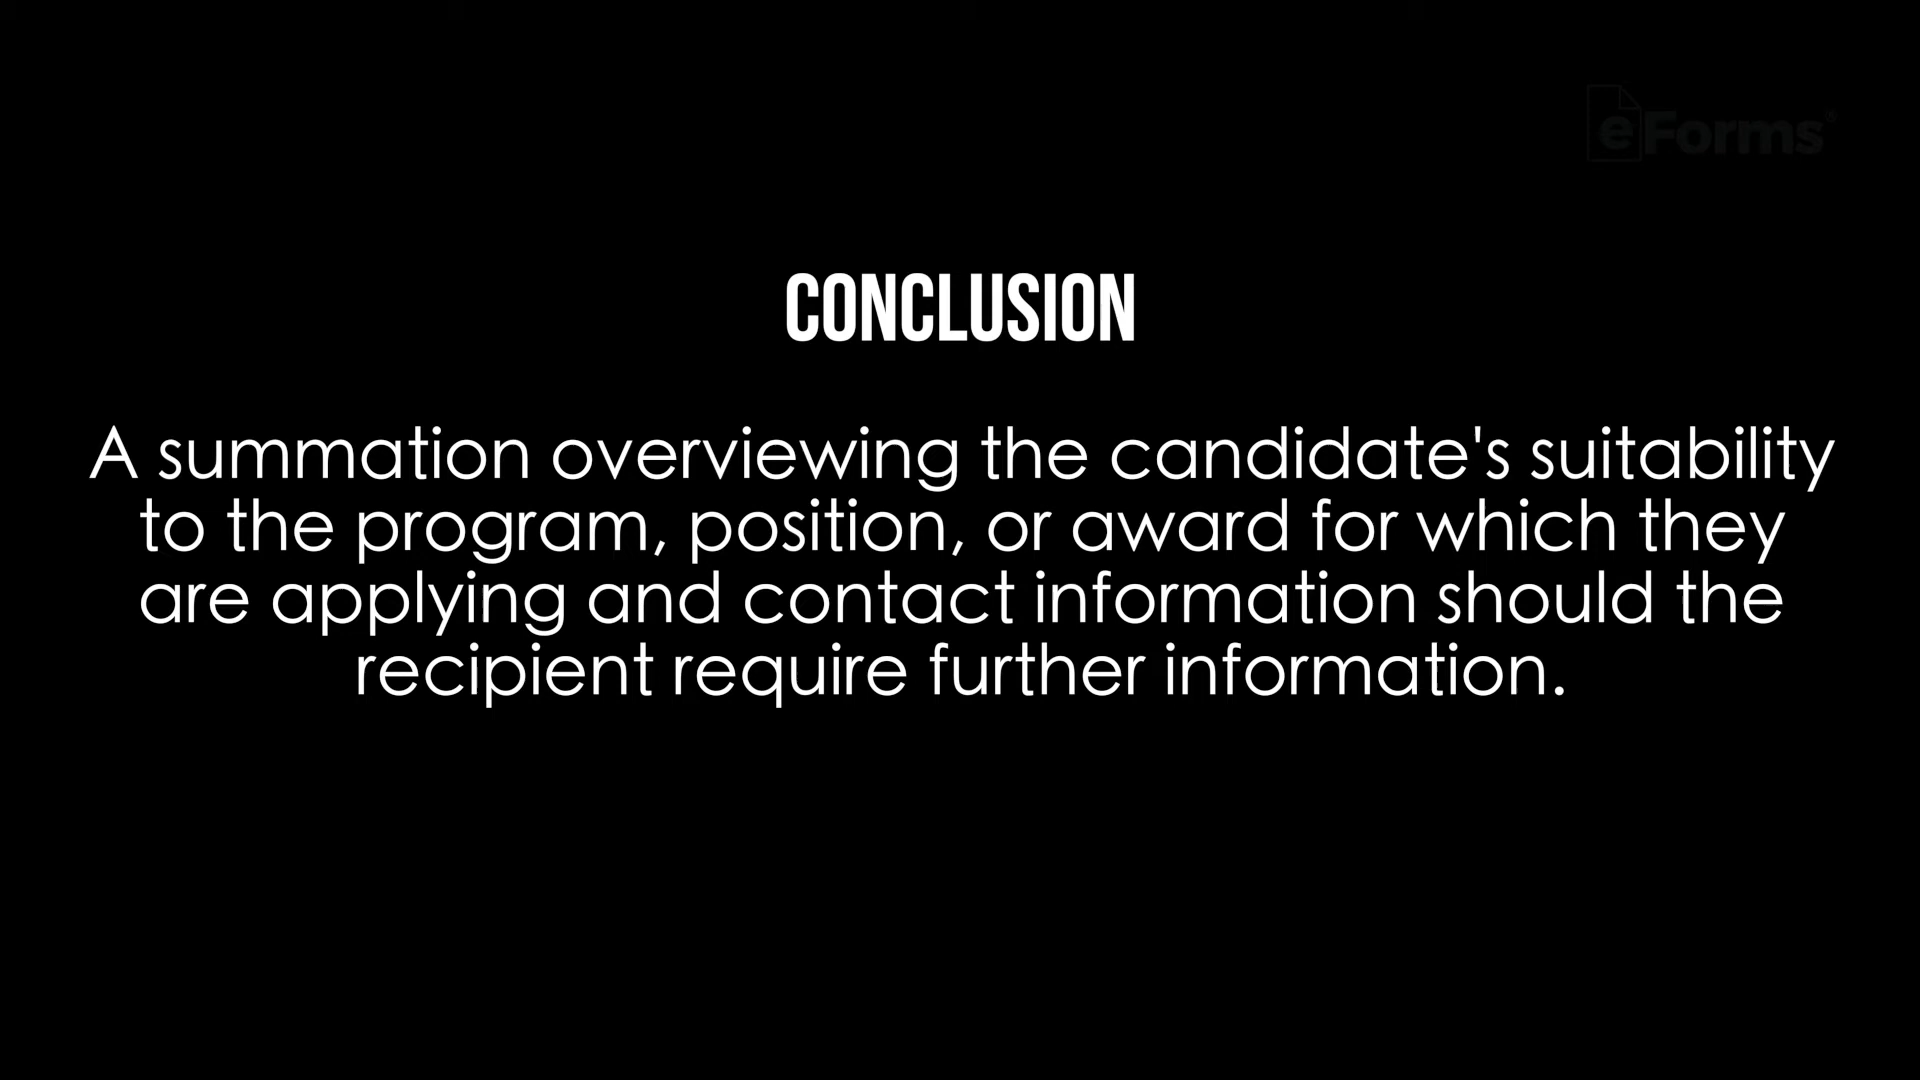 eForms®
CONCLUSION
A summation overviewing the candidate's suitability
to the program, position, or award for which they
are applying and contact information should the
recipient require further information.